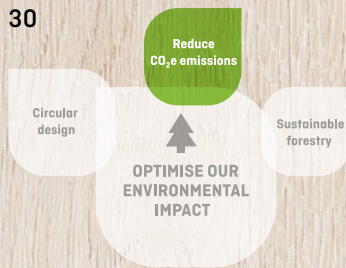 30
Reduce
CO₂e emissions
Circular
design
Sustainable
forestry
OPTIMISE OUR
ENVIRONMENTAL
IMPACT